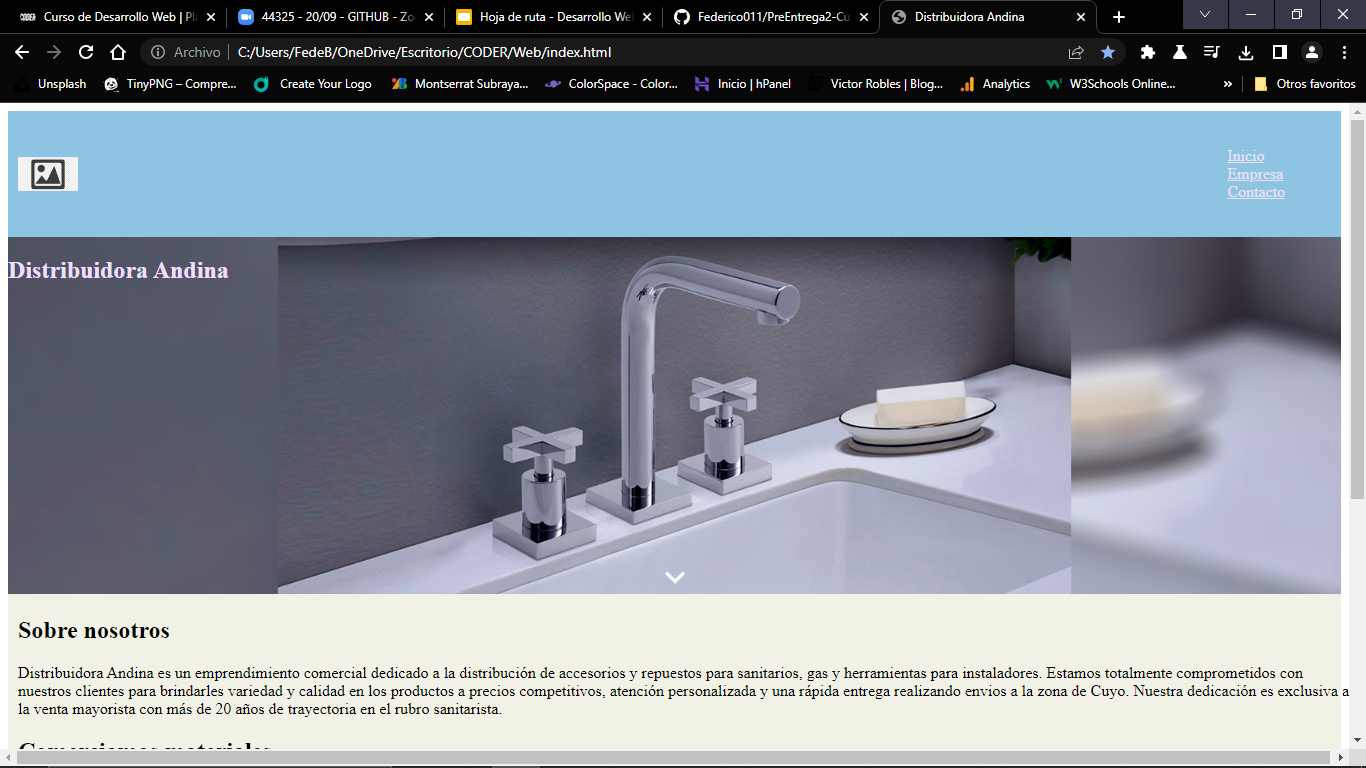 Curso de Desarrollo Web | Pl
44325 - 20/09 - GITHUB - Zo
Hoja de ruta - Desarrollo We
Federico011/PreEntrega2-Cu
Distribuidora Andina
Archivo
C:/Users/FedeB/OneDrive/Escritorio/CODER/Web/index.html
Unsplash
TinyPNG – Compre...
Create Your Logo
Montserrat Subraya...
ColorSpace - Color...
Inicio | hPanel
Victor Robles | Blog...
Analytics
W3Schools Online...
»
Otros favoritos
Inicio
Empresa
Contacto
Distribuidora Andina
Sobre nosotros
Distribuidora Andina es un emprendimiento comercial dedicado a la distribución de accesorios y repuestos para sanitarios, gas y herramientas para instaladores. Estamos totalmente comprometidos con
nuestros clientes para brindarles variedad y calidad en los productos a precios competitivos, atención personalizada y una rápida entrega realizando envios a la zona de Cuyo. Nuestra dedicación es exclusiva a
la venta mayorista con más de 20 años de trayectoria en el rubro sanitarista.